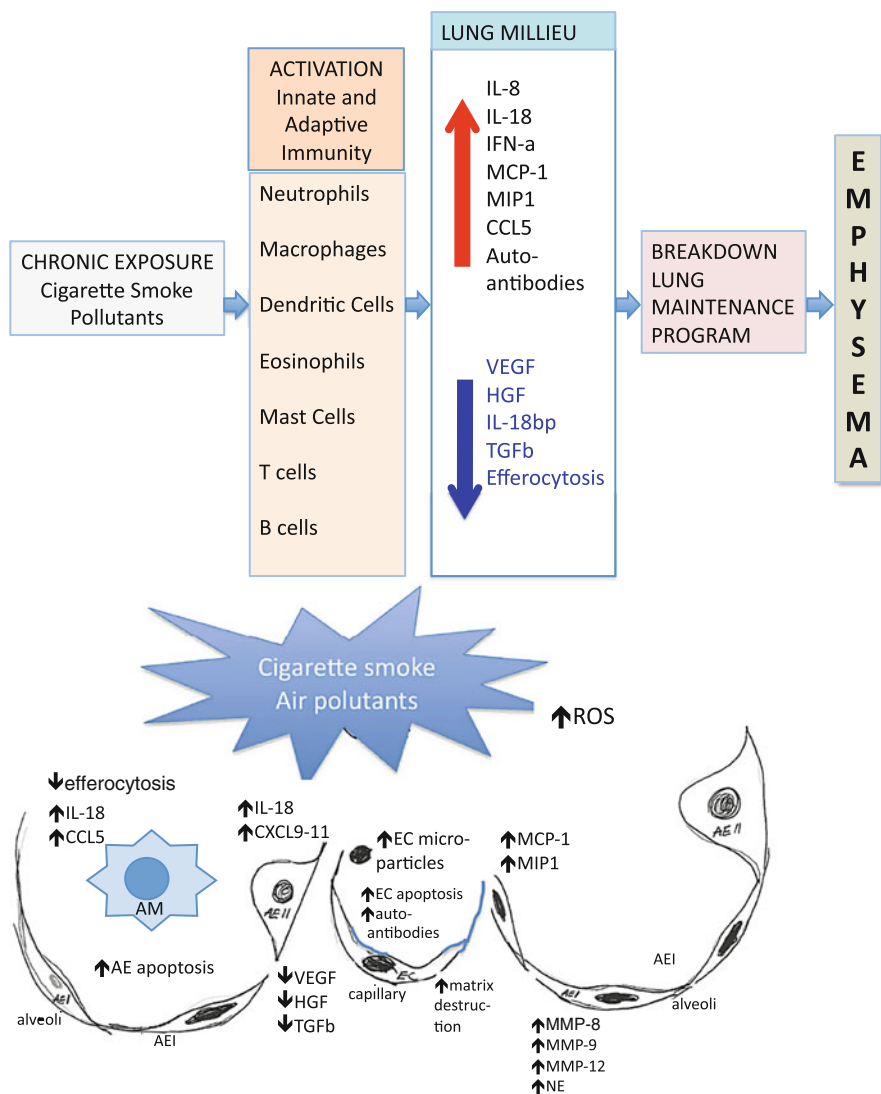 LUNG MILLIEU
ACTIVATION
Innate and
Adaptive
Immunity
IL-8
IL-18
IFN-a
MCP-1
MIP1
CCL5
Auto-
antibodies
Neutrophils
Macrophages
Dendritic Cells
Eosinophils
Mast Cells
T cells
B cells
CHRONIC EXPOSURE
Cigarette Smoke
Pollutants
VEGF
HGF
IL-18bp
TGFb
Efferocytosis
BREAKDOWN
LUNG
MAINTENANCE
PROGRAM
E
M
P
H
Y
S
E
M
A
Cigarette smoke
Air polutants
↑ROS
↓efferocytosis
↑IL-18
↑CCL5
AM
↑IL-18
↑CXCL9-11
AEII
↑AE apoptosis
AEI
alveoli
AEI
↓VEGF
↓HGF
↓TGFb
↑EC micro-
particles
↑EC apoptosis
↑auto-
antibodies
EC
capillary
↑matrix
destruc-
tion
↑MCP-1
↑MIP1
AEII
AEI
AEI
alveoli
↑MMP-8
↑MMP-9
↑MMP-12
↑NE